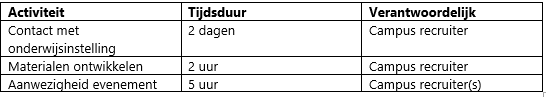 Activiteit Tijdsduur Verantwoordelijk
Contact met onderwijsinstelling 2 dagen Campus recruiter
Materialen ontwikkelen 2 uur Campus recruiter
Aanwezigheid evenement 5 uur Campus recruiter(s)